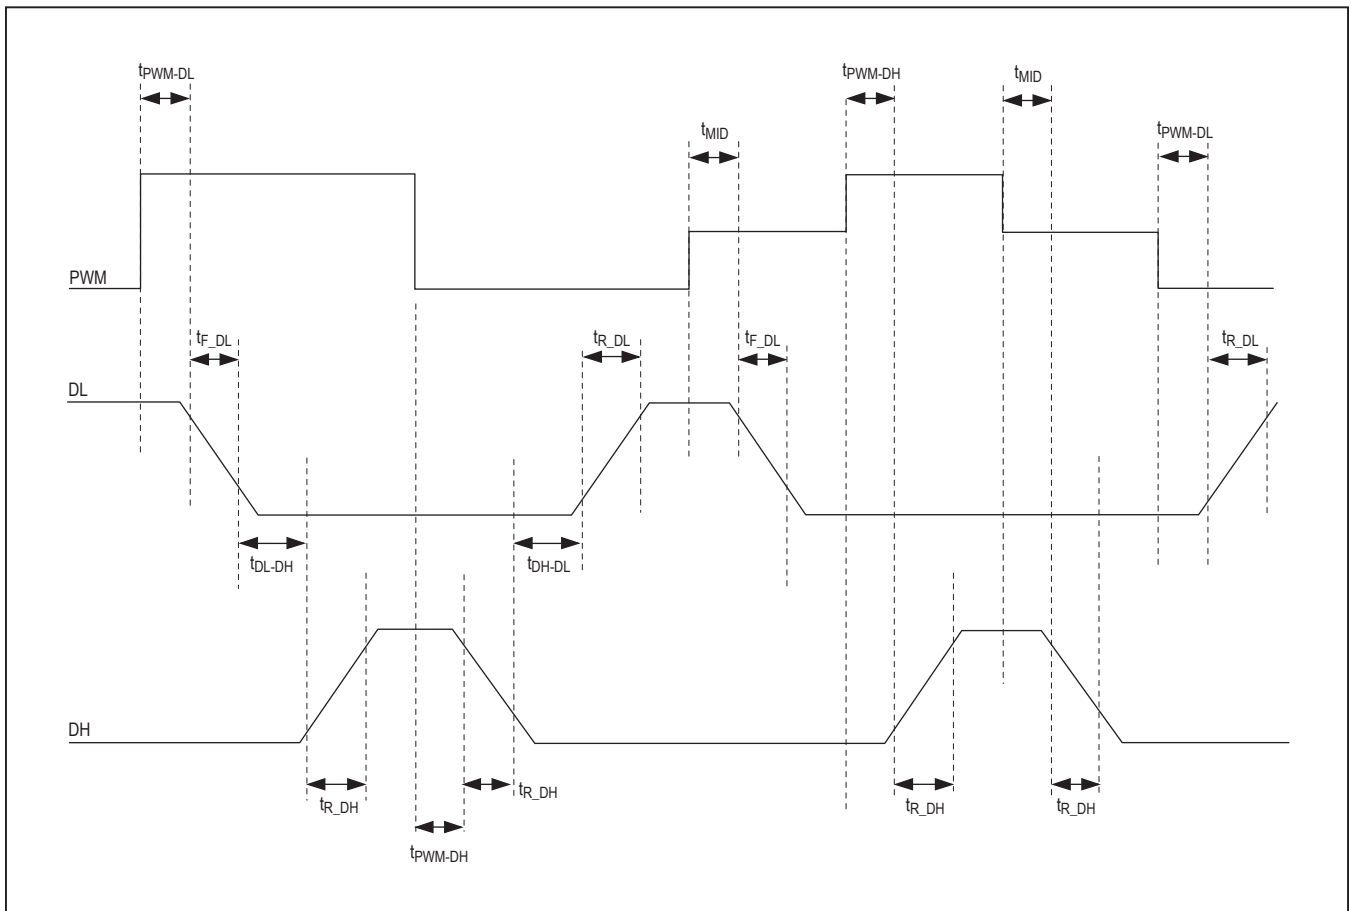 tPWM-DL
tPWM-DH
tMID
tMID
tPWM-DL
PWM
tF_DL
tR_DL
tF_DL
tR_DL
DL
tDL-DH
tDH-DL
DH
tR_DH
tR_DH
tR_DH
tR_DH
tPWM-DH